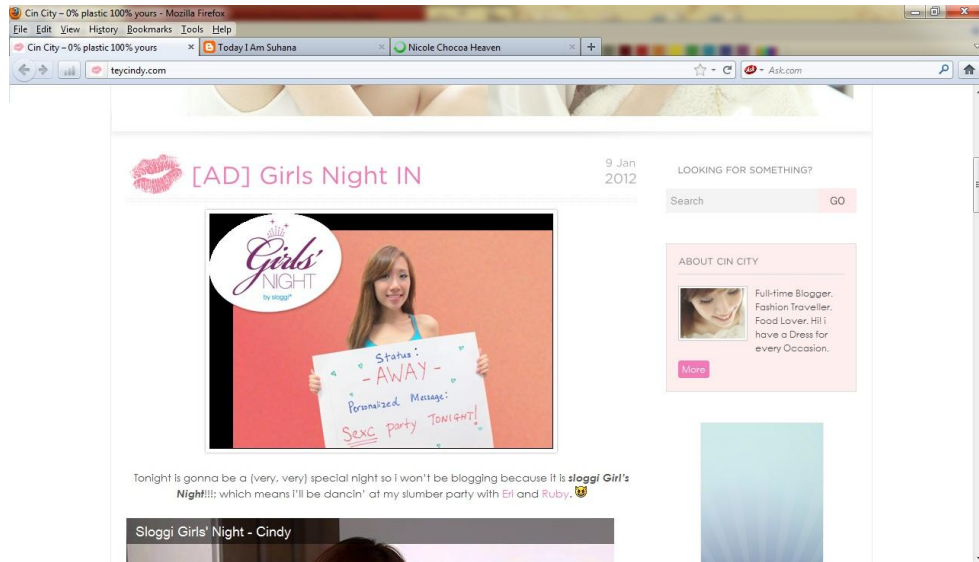 Cin City – 0% plastic 100% yours - Mozilla Firefox
File Edit View History Bookmarks Tools Help
Cin City – 0% plastic 100% yours
Today I Am Suhana
Nicole Chocoa Heaven
teycindy.com
Ask.com
[AD] Girls Night IN
9 Jan
2012
Girls'
NIGHT
by sloggi
Status:
- AWAY -
Personalized Message:
Sexc party TONIGHT!
Tonight is gonna be a (very, very) special night so i won't be blogging because it is sloggi Girl's
Night!!!; which means i'll be dancin' at my slumber party with Eri and Ruby.
Sloggi Girls' Night - Cindy
LOOKING FOR SOMETHING?
Search GO
ABOUT CIN CITY
Full-time Blogger.
Fashion Traveller.
Food Lover. Hi! i
have a Dress for
every Occasion.
More